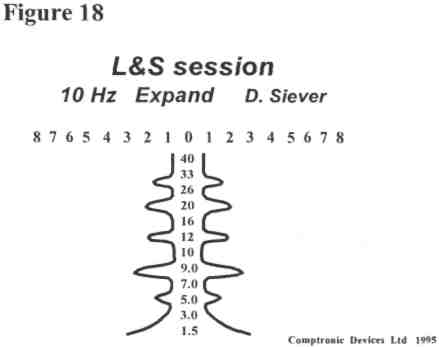 Figure 18
L&S session
10 Hz Expand D. Siever
8 7 6 5 4 3 2 1 0 1 2 3 4 5 6 7 8
40
33
26
20
16
12
10
9.0
7.0
5.0
3.0
1.5
Comptronic Devices Ltd 1995